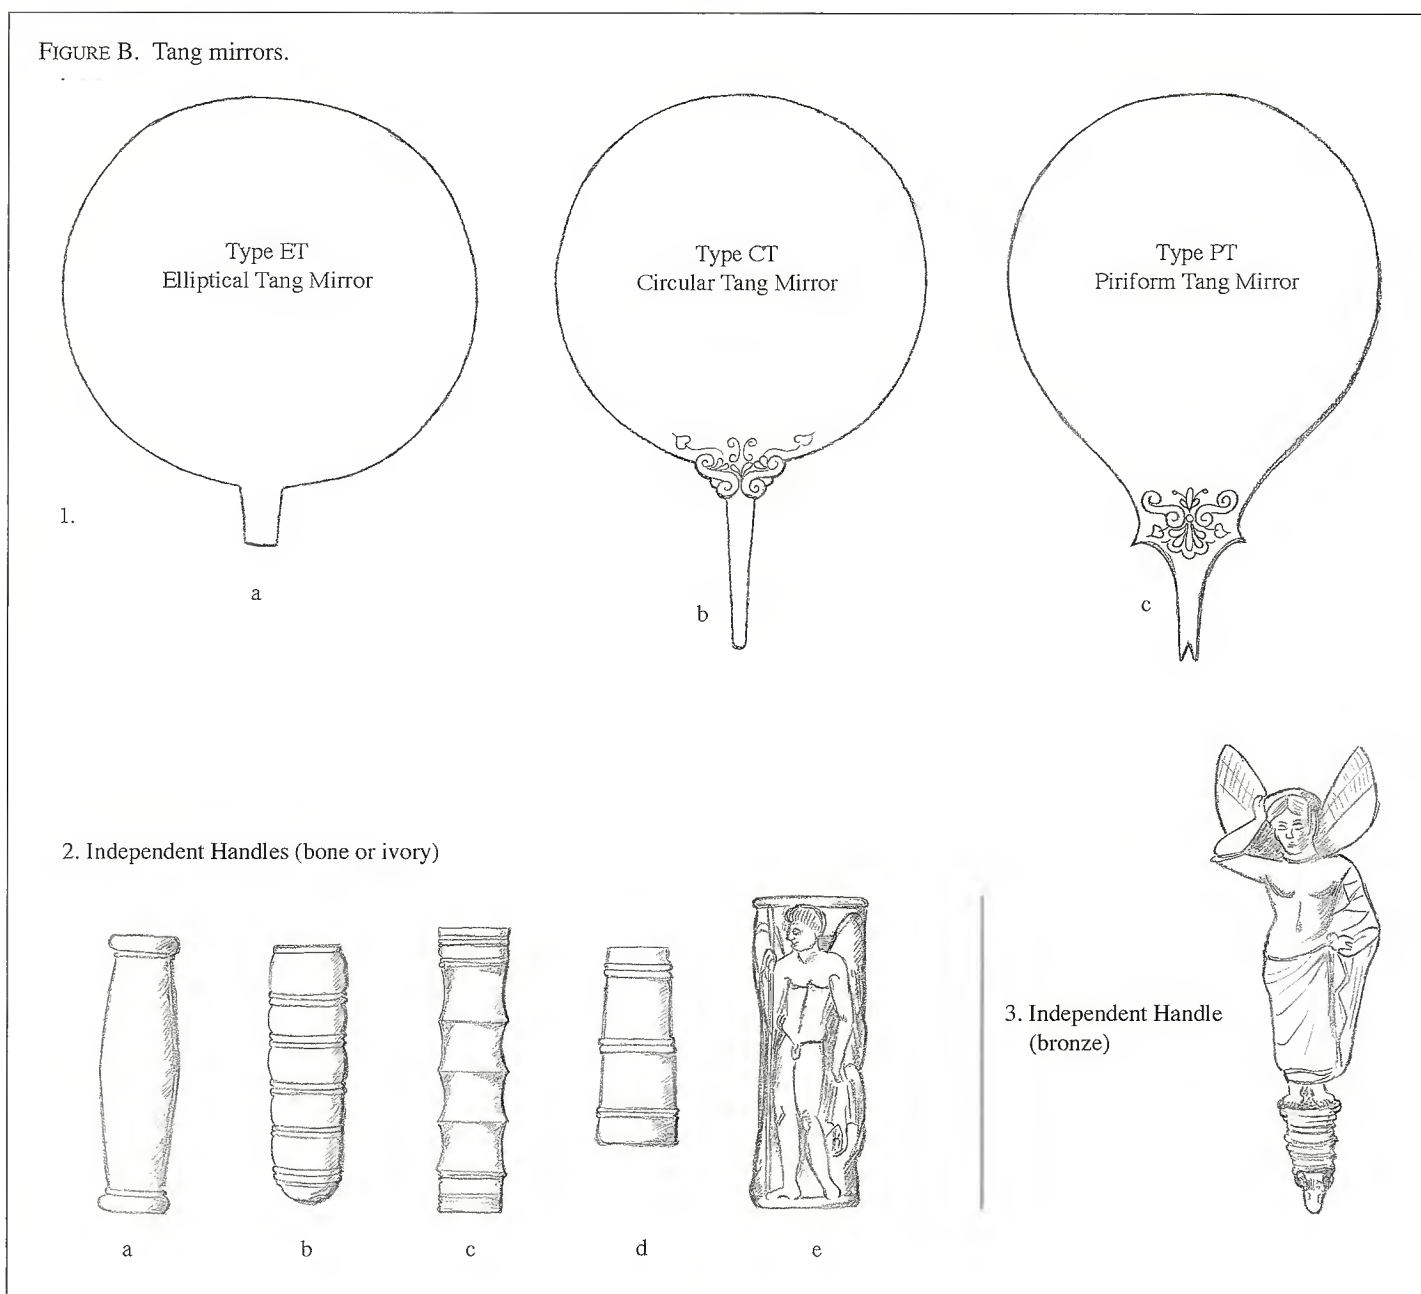 FIGURE B. Tang mirrors.
Type ET
Elliptical Tang Mirror
Type CT
Circular Tang Mirror
Type PT
Piriform Tang Mirror
1.
a
b
c
2. Independent Handles (bone or ivory)
3. Independent Handle
(bronze)
a
b
c
d
e